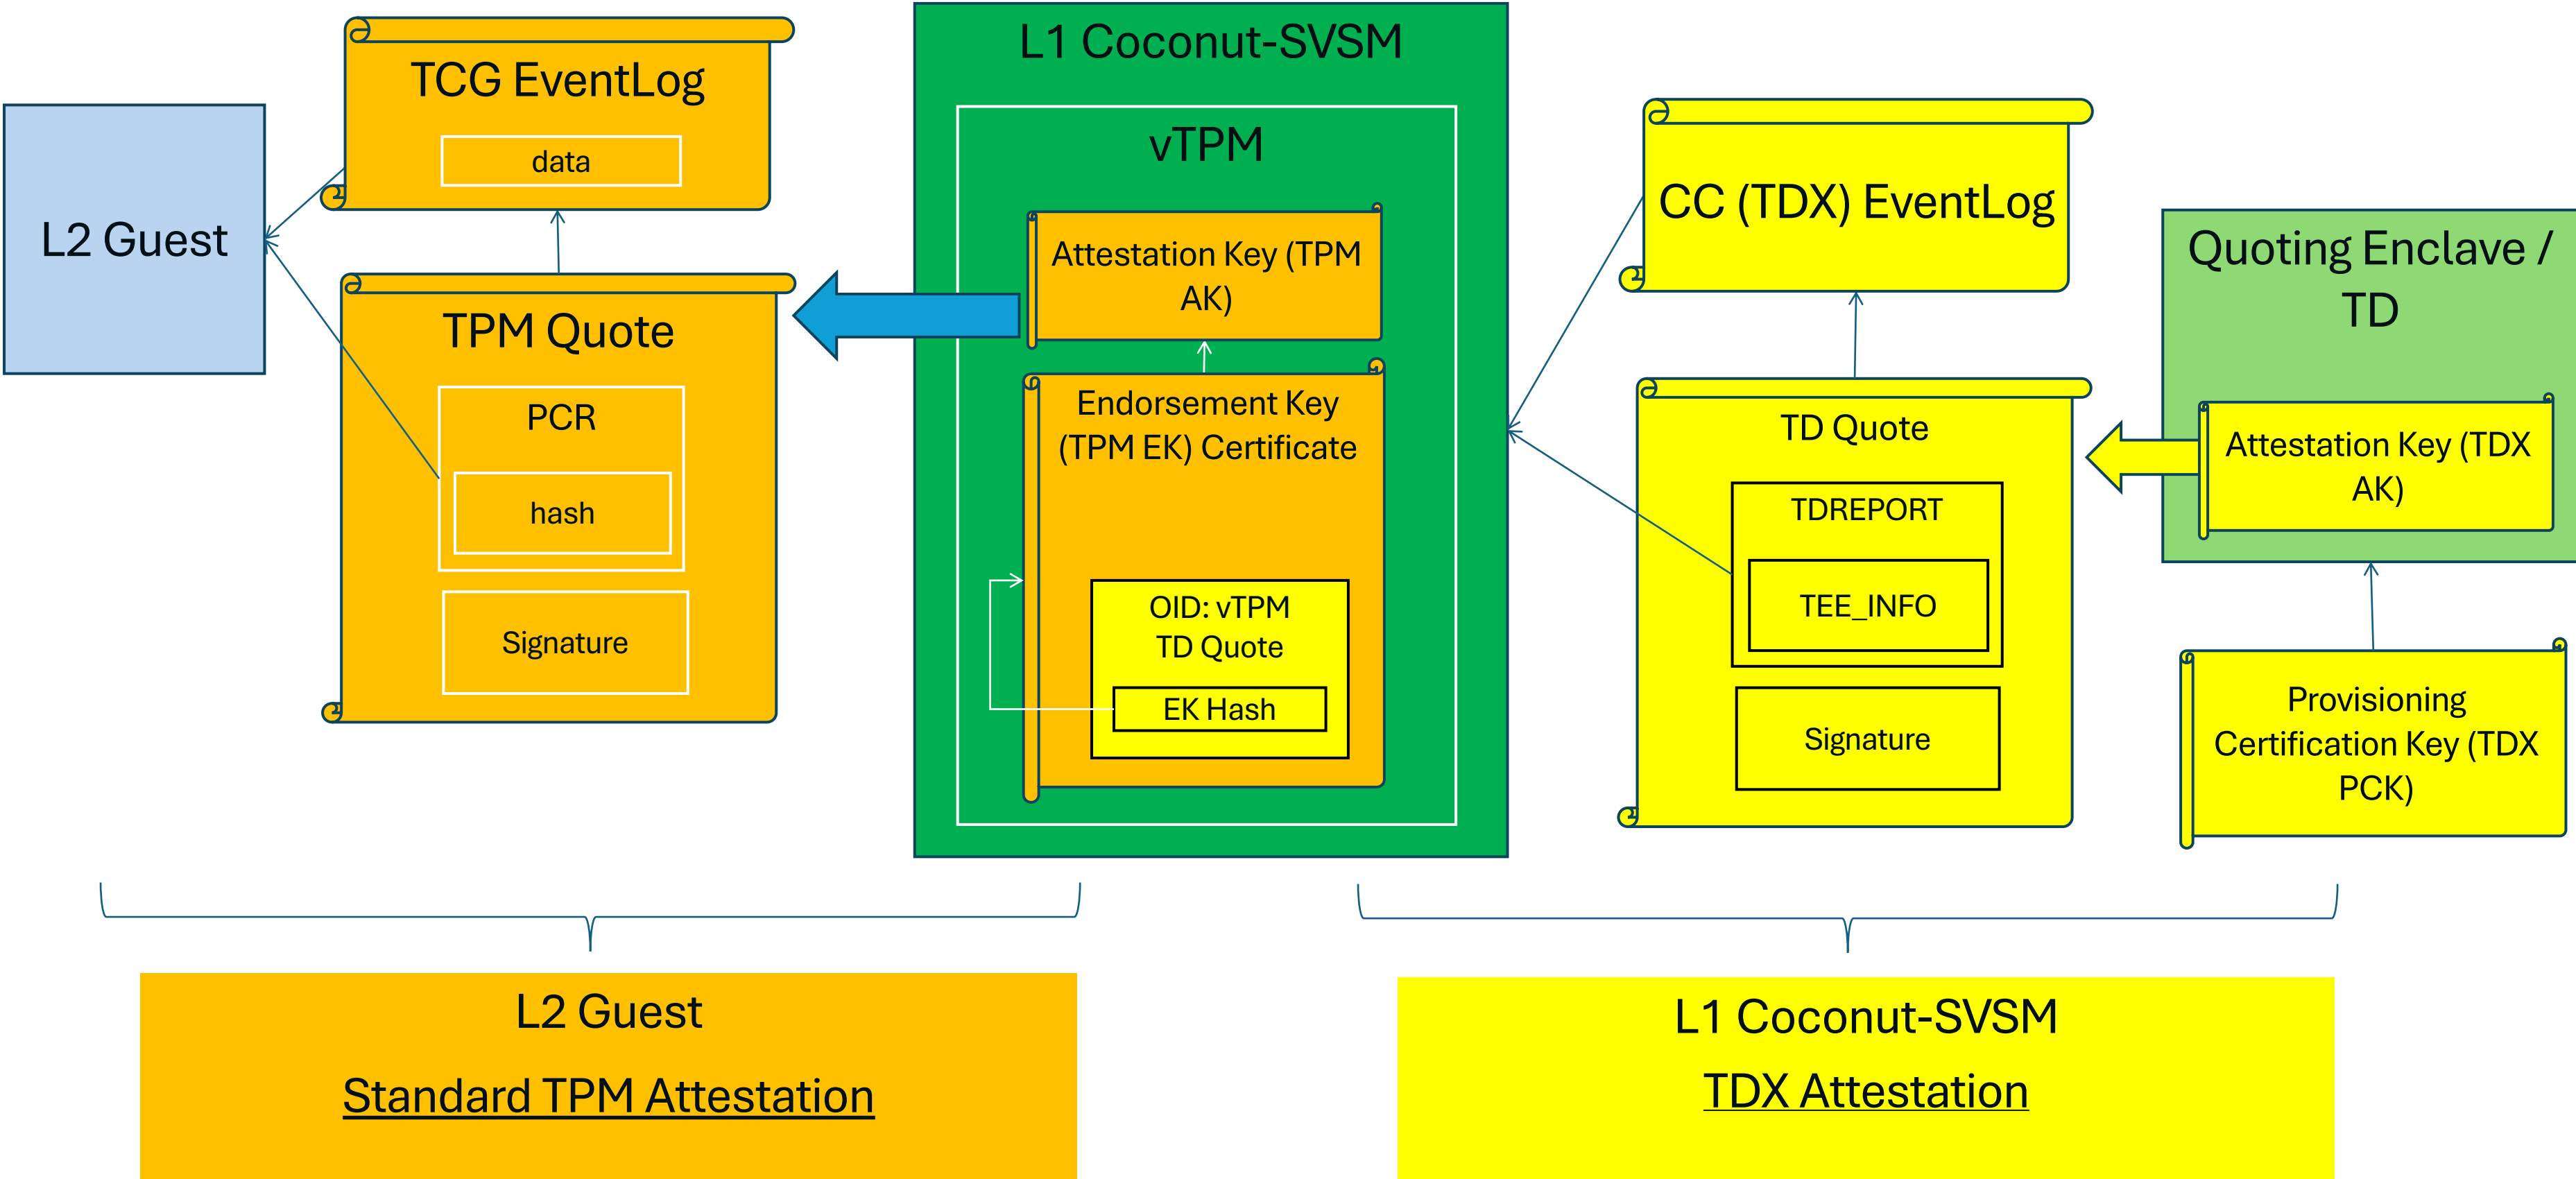 L2 Guest
TCG EventLog
data
TPM Quote
PCR
hash
Signature
L1 Coconut-SVSM
vTPM
Attestation Key (TPM
AK)
Endorsement Key
(TPM EK) Certificate
OID: vTPM
TD Quote
EK Hash
CC (TDX) EventLog
TD Quote
TDREPORT
TEE_INFO
Signature
Quoting Enclave /
TD
Attestation Key (TDX
AK)
Provisioning
Certification Key (TDX
PCK)
L2 Guest
Standard TPM Attestation
L1 Coconut-SVSM
TDX Attestation